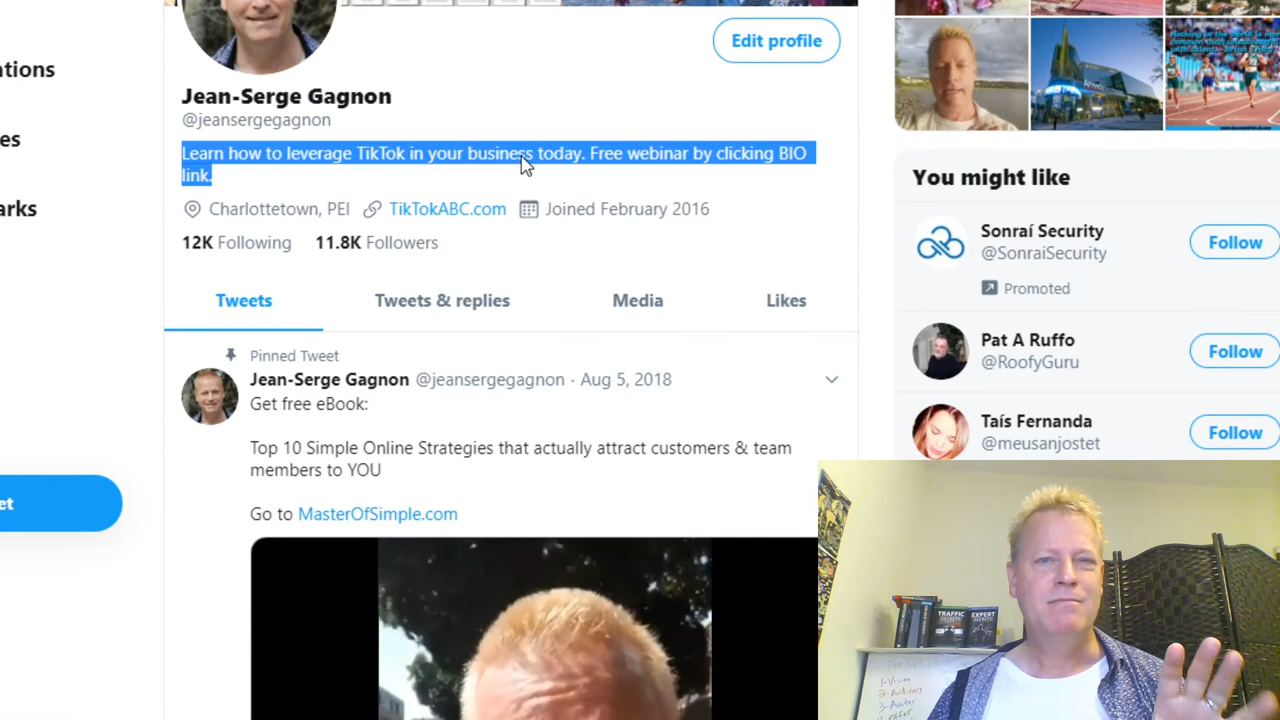 ations
es
arks
et
Edit profile
Jean-Serge Gagnon
@jeansergegagnon
Learn how to leverage TikTok in your business today. Free webinar by clicking BIO
link.
Charlottetown, PEI TikTokABC.com Joined February 2016
12K Following 11.8K Followers
Tweets Tweets & replies Media Likes
Pinned Tweet
Jean-Serge Gagnon @jeansergegagnon · Aug 5, 2018
Get free eBook:
Top 10 Simple Online Strategies that actually attract customers & team
members to YOU
Go to MasterOfSimple.com
You might like
Sonraí Security
@SonraiSecurity
Follow
Promoted
Pat A Ruffo
@RoofyGuru
Follow
Taís Fernanda
@meusanjostet
Follow
TRAFFIC
SECRETS
EXPERT
SECRETS
1-Vision